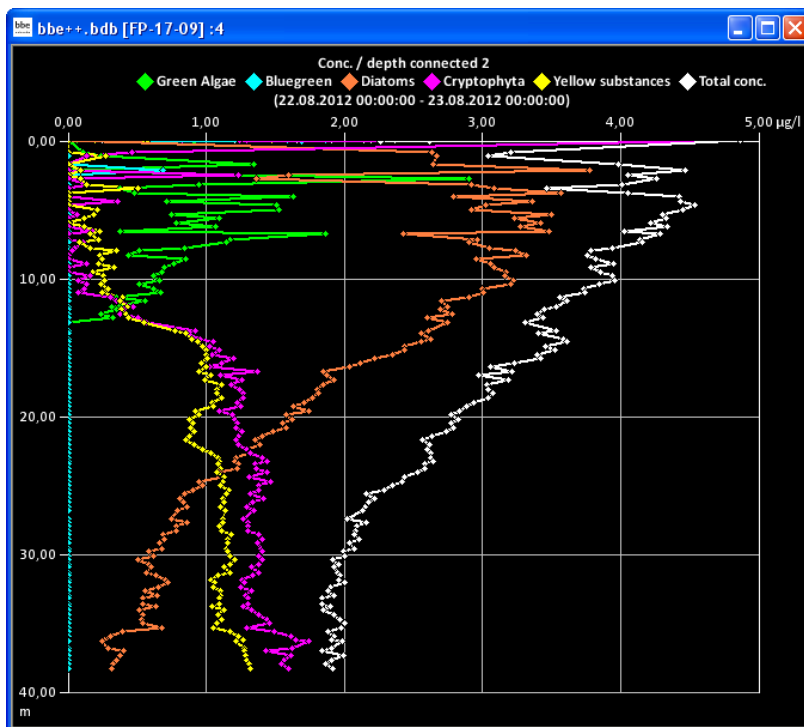 bbe bbe++.bdb [FP-17-09] :4
Conc. / depth connected 2
Green Algae Bluegreen Diatoms Cryptophyta Yellow substances Total conc.
(22.08.2012 00:00:00 - 23.08.2012 00:00:00)
0,00 1,00 2,00 3,00 4,00 5,00 µg/l
0,00
10,00
20,00
30,00
40,00
m